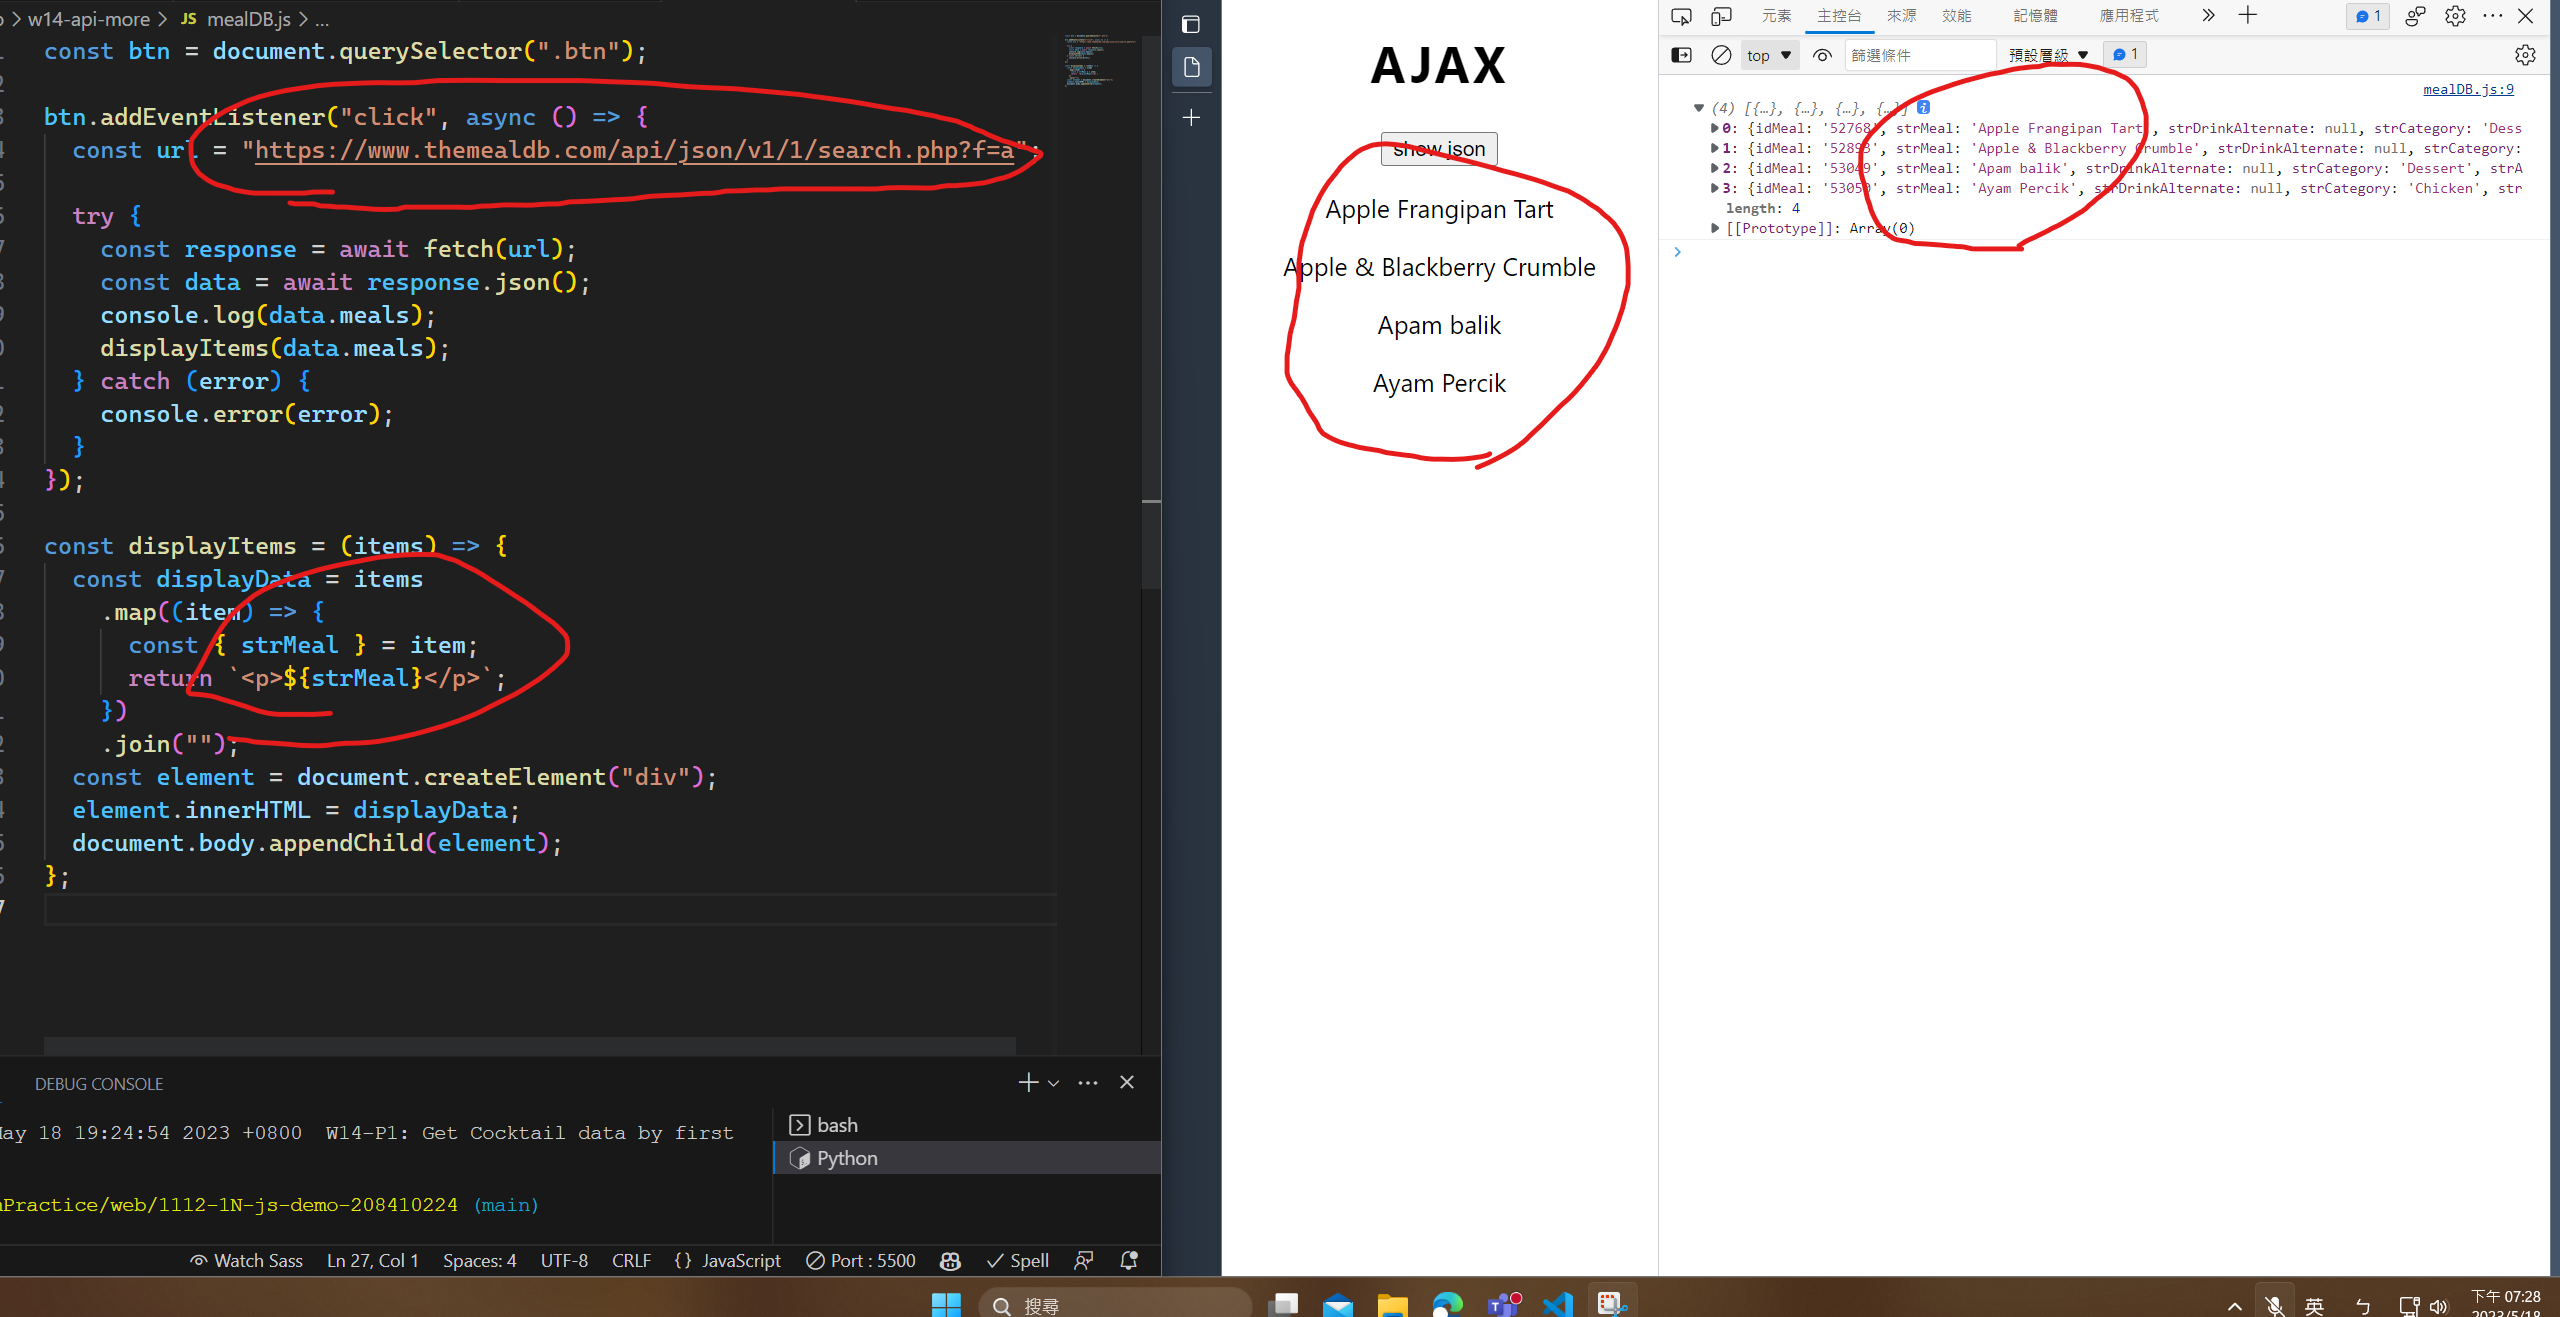 w14-api-more > JS mealDB.js > ...
const btn = document.querySelector(".btn");
btn.addEventListener("click", async () => {
const url = "https://www.themealdb.com/api/json/v1/1/search.php?f=a";
try {
const response = await fetch(url);
const data = await response.json();
console.log(data.meals);
displayItems(data.meals);
} catch (error) {
console.error(error);
}
});
const displayItems = (items) => {
const displayData = items
.map((item) => {
const { strMeal } = item;
return `<p>${strMeal}</p>`;
})
.join("");
const element = document.createElement("div");
element.innerHTML = displayData;
document.body.appendChild(element);
};
DEBUG CONSOLE
May 18 19:24:54 2023 +0800  W14-P1: Get Cocktail data by first
Practice/web/1112-1N-js-demo-208410224 (main)
bash
Python
Watch Sass Ln 27, Col 1 Spaces: 4 UTF-8 CRLF {} JavaScript Port : 5500 Spell
AJAX
show json
Apple Frangipan Tart
Apple & Blackberry Crumble
Apam balik
Ayam Percik
元素 主控台 來源 效能 記憶體 應用程式 1
top 篩選條件 預設層級 1
mealDB.js:9
(4) [{…}, {…}, {…}, {…}]
0: {idMeal: '52768', strMeal: 'Apple Frangipan Tart', strDrinkAlternate: null, strCategory: 'Dess
1: {idMeal: '52893', strMeal: 'Apple & Blackberry Crumble', strDrinkAlternate: null, strCategory:
2: {idMeal: '53049', strMeal: 'Apam balik', strDrinkAlternate: null, strCategory: 'Dessert', strA
3: {idMeal: '53050', strMeal: 'Ayam Percik', strDrinkAlternate: null, strCategory: 'Chicken', str
length: 4
[[Prototype]]: Array(0)
搜尋
英 ㄅ
下午 07:28
2023/5/18